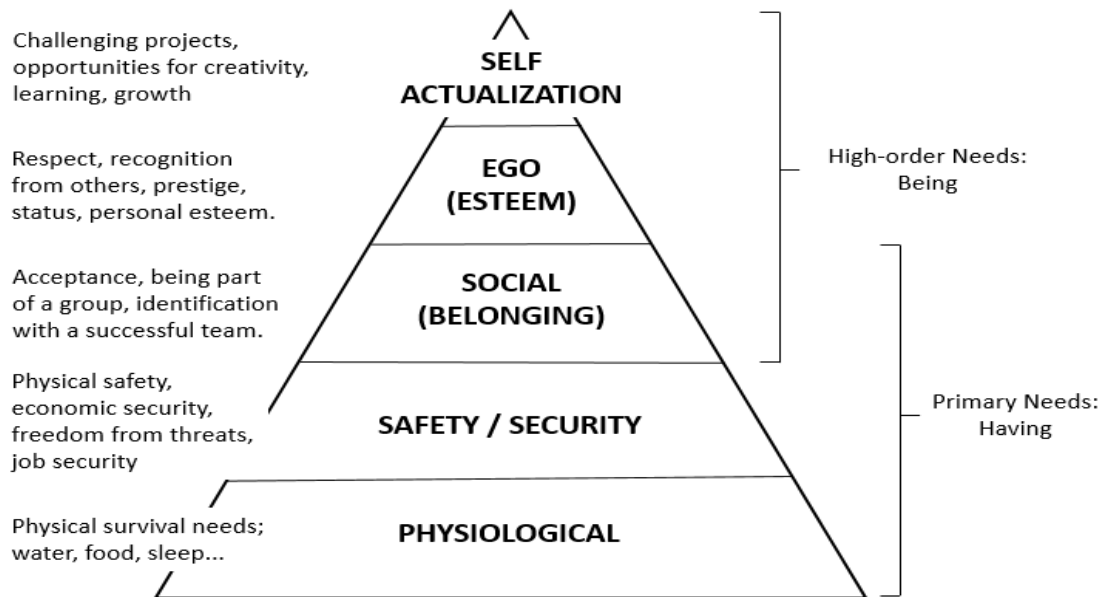 Challenging projects,
opportunities for creativity,
learning, growth
SELF
ACTUALIZATION
Respect, recognition
from others, prestige,
status, personal esteem.
EGO
(ESTEEM)
High-order Needs:
Being
Acceptance, being part
of a group, identification
with a successful team.
SOCIAL
(BELONGING)
Physical safety,
economic security,
freedom from threats,
job security
SAFETY / SECURITY
Primary Needs:
Having
Physical survival needs;
water, food, sleep...
PHYSIOLOGICAL